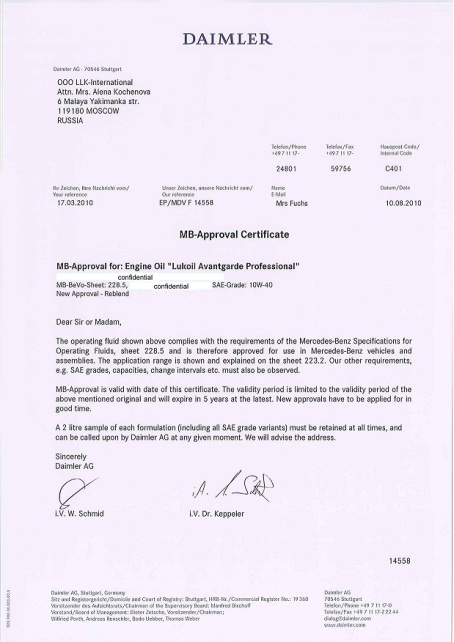 DAIMLER
Daimler AG · 70546 Stuttgart
OOO LLK-International
Attn. Mrs. Alena Kochenova
6 Malaya Yakimanka str.
119180 MOSCOW
RUSSIA
Telefon/Phone Telefax/Fax Hauspost-Code/
+49 7 11 17- +49 7 11 17- Internal Code
24801 59756 C401
Ihr Zeichen, Ihre Nachricht vom/ Unser Zeichen, unsere Nachricht vom/ Name Datum/Date
Your reference Our reference E-Mail
17.03.2010 EP/MDV F 14558 Mrs Fuchs 10.08.2010
MB-Approval Certificate
MB-Approval for: Engine Oil "Lukoil Avantgarde Professional"
confidential
MB-BeVo-Sheet: 228.5, confidential SAE-Grade: 10W-40
New Approval - Reblend
Dear Sir or Madam,
The operating fluid shown above complies with the requirements of the Mercedes-Benz Specifications for
Operating Fluids, sheet 228.5 and is therefore approved for use in Mercedes-Benz vehicles and
assemblies. The application range is shown and explained on the sheet 223.2. Our other requirements,
e.g. SAE grades, capacities, change intervals etc. must also be observed.
MB-Approval is valid with date of this certificate. The validity period is limited to the validity period of the
above mentioned original and will expire in 5 years at the latest. New approvals have to be applied for in
good time.
A 2 litre sample of each formulation (including all SAE grade variants) must be retained at all times, and
can be called upon by Daimler AG at any given moment. We will advise the address.
Sincerely
Daimler AG
i.V. W. Schmid i.V. Dr. Keppeler
14558
Daimler AG, Stuttgart, Germany
Sitz und Registergericht/Domicile and Court of Registry: Stuttgart, HRB-Nr./Commercial Register No.: 19360
Vorsitzender des Aufsichtsrats/Chairman of the Supervisory Board: Manfred Bischoff
Vorstand/Board of Management: Dieter Zetsche, Vorsitzender/Chairman;
Wilfried Porth, Andreas Renschler, Bodo Uebber, Thomas Weber
Daimler AG
70546 Stuttgart
Telefon/Phone +49 7 11 17-0
Telefax/Fax +49 7 11 17-2 22 44
dialog@daimler.com
www.daimler.com